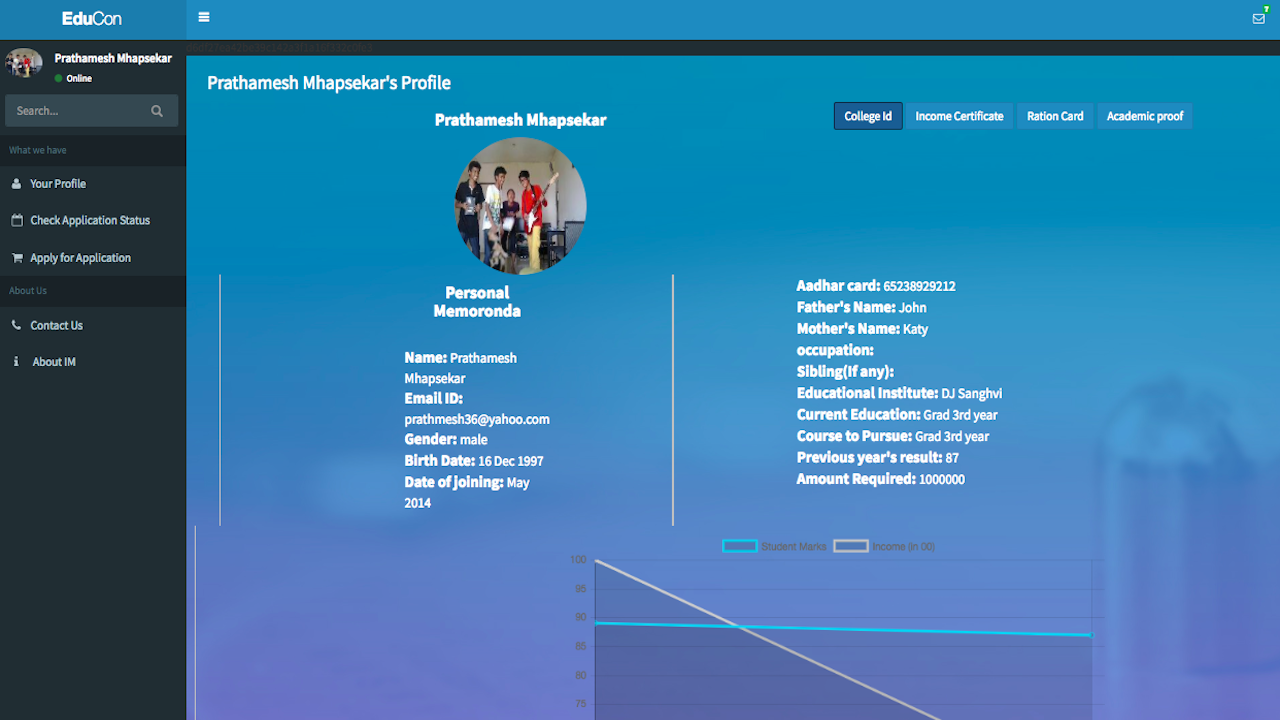 EduCon
7
Prathamesh Mhapsekar
Online
Search...
What we have
Your Profile
Check Application Status
Apply for Application
About Us
Contact Us
About IM
Prathamesh Mhapsekar's Profile
Prathamesh Mhapsekar
College Id
Income Certificate
Ration Card
Academic proof
Personal
Memoronda
Name: Prathamesh
Mhapsekar
Email ID:
prathmesh36@yahoo.com
Gender: male
Birth Date: 16 Dec 1997
Date of joining: May
2014
Aadhar card: 65238929212
Father's Name: John
Mother's Name: Katy
occupation:
Sibling(If any):
Educational Institute: DJ Sanghvi
Current Education: Grad 3rd year
Course to Pursue: Grad 3rd year
Previous year's result: 87
Amount Required: 1000000
Student Marks
Income (in 00)
100
95
90
85
80
75